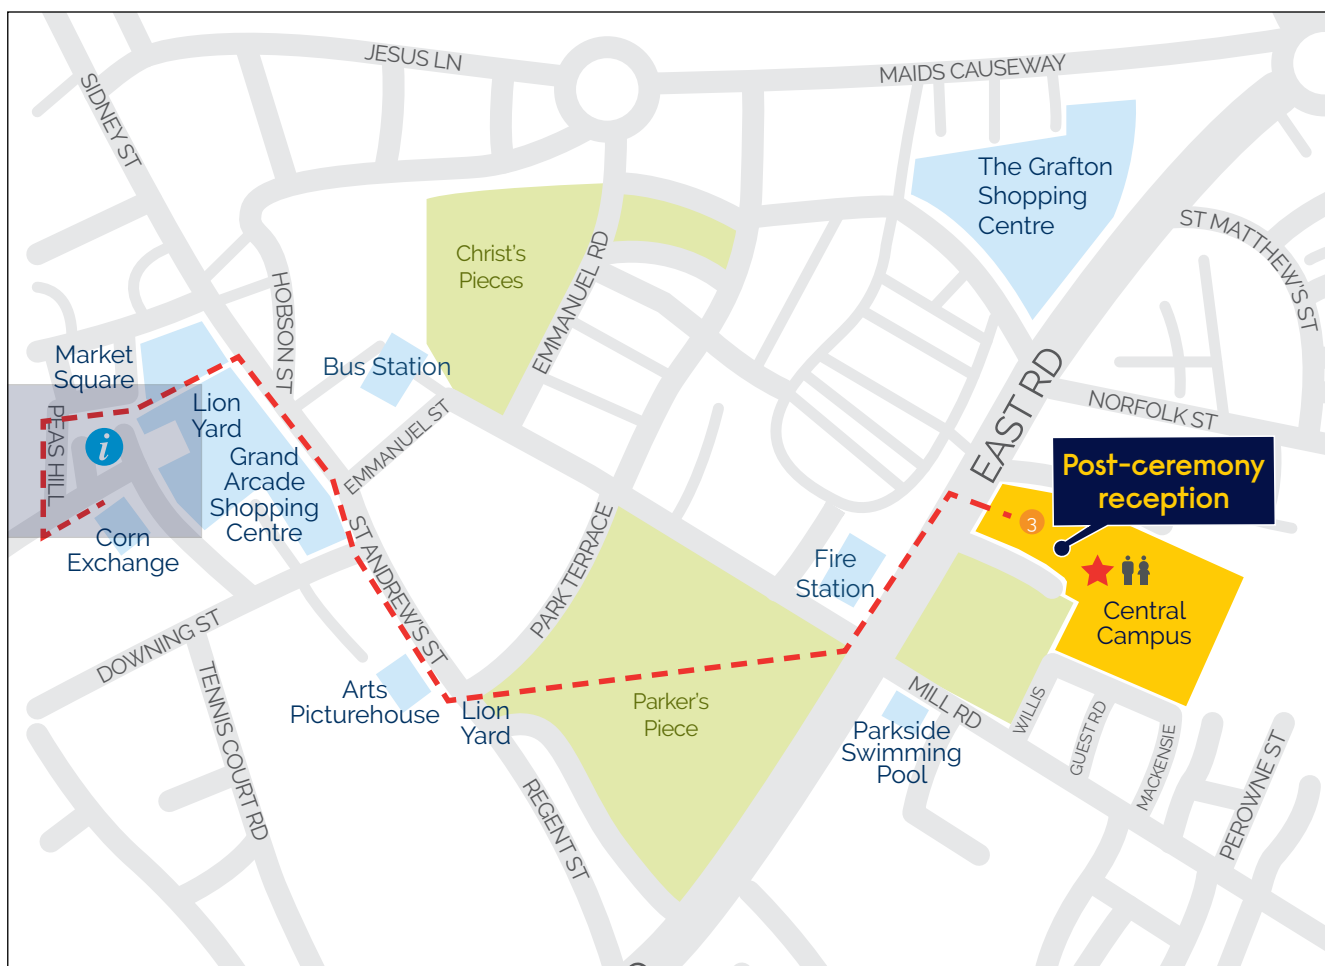 JESUS LN
MAIDS CAUSEWAY
SIDNEY ST
The Grafton
Shopping
Centre
ST MATTHEW'S ST
Christ's
Pieces
EMMANUEL RD
HOBSON ST
Market
Square
Bus Station
EAST RD
NORFOLK ST
PEAS HILL
i
Lion
Yard
EMMANUEL ST
Grand
Arcade
Shopping
Centre
Post-ceremony
reception
3
Corn
Exchange
ST ANDREW'S ST
PARK TERRACE
Fire
Station
Central
Campus
DOWNING ST
TENNIS COURT RD
Arts
Picturehouse
Lion
Yard
Parker's
Piece
MILL RD
WILLIS
GUEST RD
MACKENSIE
Parkside
Swimming
Pool
PEROWNE ST
REGENT ST